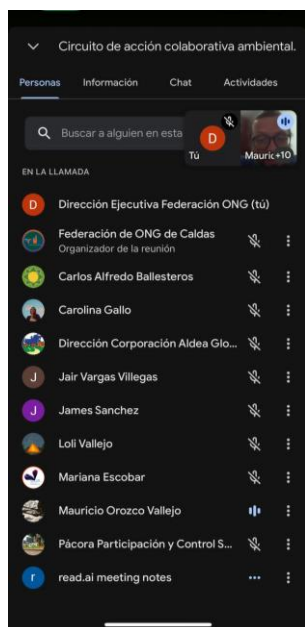 Circuito de acción colaborativa ambiental.
Personas Información Chat Actividades
Buscar a alguien en esta
D
Tú Mauric+10
EN LA LLAMADA
D Dirección Ejecutiva Federación ONG (tú)
Federación de ONG de Caldas
Organizador de la reunión
Carlos Alfredo Ballesteros
Carolina Gallo
Dirección Corporación Aldea Glo...
J Jair Vargas Villegas
J James Sanchez
Loli Vallejo
Mariana Escobar
Mauricio Orozco Vallejo
Pácora Participación y Control S...
r read.ai meeting notes